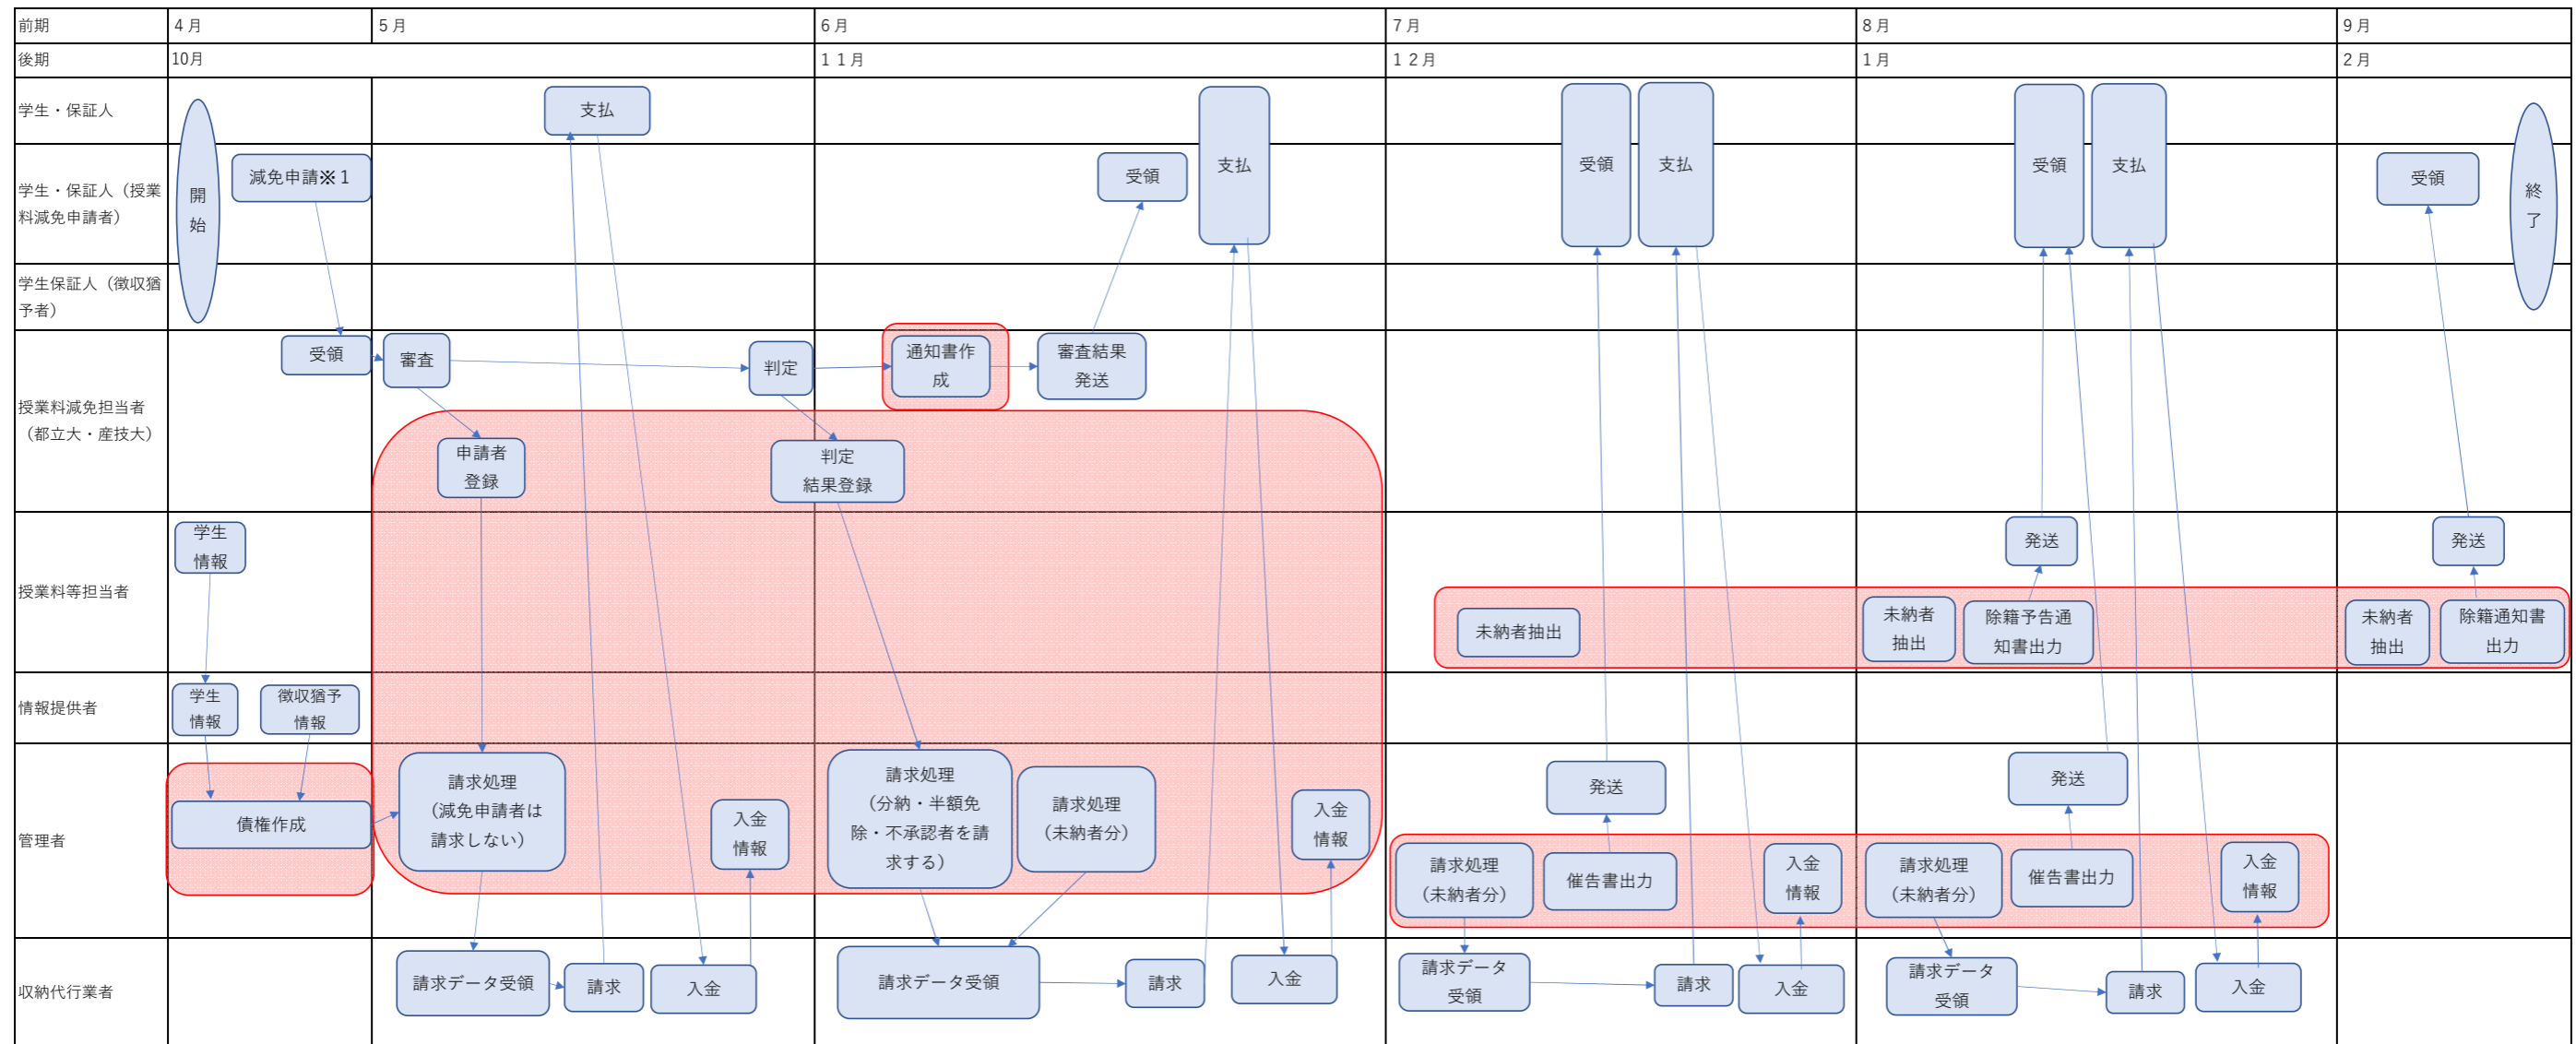 前期
4月
5月
6月
7月
8月
9月
後期
10月
11月
12月
1月
2月
学生・保証人
支払
学生・保証人（授業
料減免申請者）
開
始
減免申請※1
受領
支払
受領
支払
受領
支払
受領
終
了
学生保証人（徴収猶
予者）
授業料減免担当者
（都立大・産技大）
受領
審査
判定
通知書作
成
審査結果
発送
申請者
登録
判定
結果登録
授業料等担当者
学生
情報
未納者抽出
発送
未納者
抽出
除籍予告通
知書出力
発送
未納者
抽出
除籍通知書
出力
情報提供者
学生
情報
徴収猶予
情報
管理者
債権作成
請求処理
（減免申請者は
請求しない）
入金
情報
請求処理
（分納・半額免
除・不承認者を請
求する）
請求処理
（未納者分）
入金
情報
発送
請求処理
（未納者分）
催告書出力
入金
情報
発送
請求処理
（未納者分）
催告書出力
入金
情報
収納代行業者
請求データ受領
請求
入金
請求データ受領
請求
入金
請求データ
受領
請求
入金
請求データ
受領
請求
入金